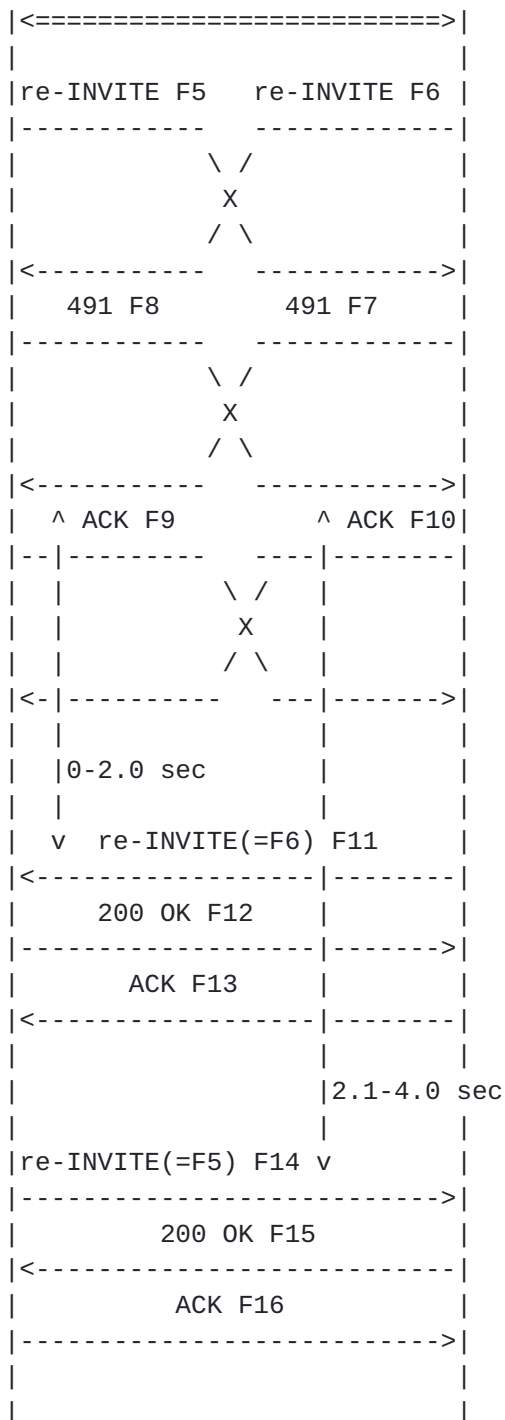 |<===========================>|
|                             |
|re-INVITE F5   re-INVITE F6 |
|------------   -------------|
|            \ /              |
|             X               |
|            / \              |
|<-----------   ------------>|
|   491 F8         491 F7     |
|------------   -------------|
|            \ /              |
|             X               |
|            / \              |
|<-----------   ------------>|
|  ^ ACK F9         ^ ACK F10|
|--|---------   ----|--------|
|  |          \ /   |        |
|  |           X    |        |
|  |          / \   |        |
|<-|----------   ---|------->|
|  |                |        |
|  |0-2.0 sec       |        |
|  |                |        |
|  v  re-INVITE(=F6) F11     |
|<------------------|--------|
|     200 OK F12    |        |
|-------------------|------->|
|       ACK F13     |        |
|<------------------|--------|
|                   |        |
|                   |2.1-4.0 sec
|                   |        |
|re-INVITE(=F5) F14 v        |
|--------------------------->|
|         200 OK F15         |
|<---------------------------|
|          ACK F16           |
|--------------------------->|
|                            |
|                            |